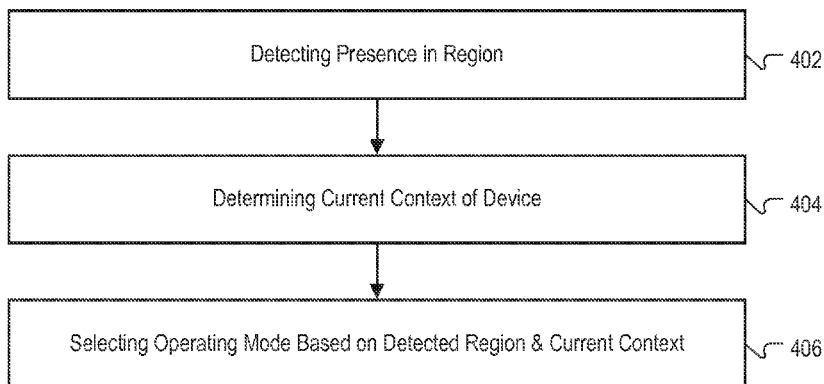 Detecting Presence in Region
402
Determining Current Context of Device
404
Selecting Operating Mode Based on Detected Region & Current Context
406